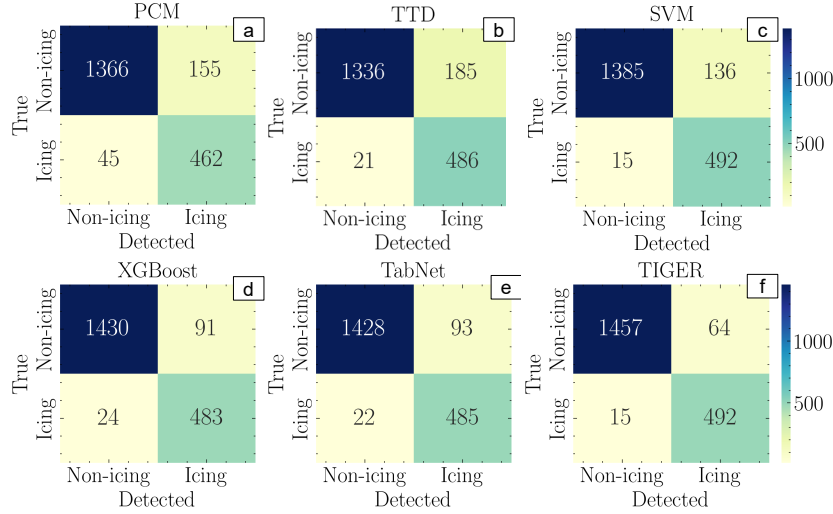 PCM
a
True
Non-icing
Icing
1366
155
45
462
Non-icing
Icing
Detected
TTD
b
True
Non-icing
Icing
1336
185
21
486
Non-icing
Icing
Detected
SVM
c
True
Non-icing
Icing
1385
136
15
492
Non-icing
Icing
Detected
1000
500
XGBoost
d
True
Non-icing
Icing
1430
91
24
483
Non-icing
Icing
Detected
TabNet
e
True
Non-icing
Icing
1428
93
22
485
Non-icing
Icing
Detected
TIGER
f
True
Non-icing
Icing
1457
64
15
492
Non-icing
Icing
Detected
1000
500